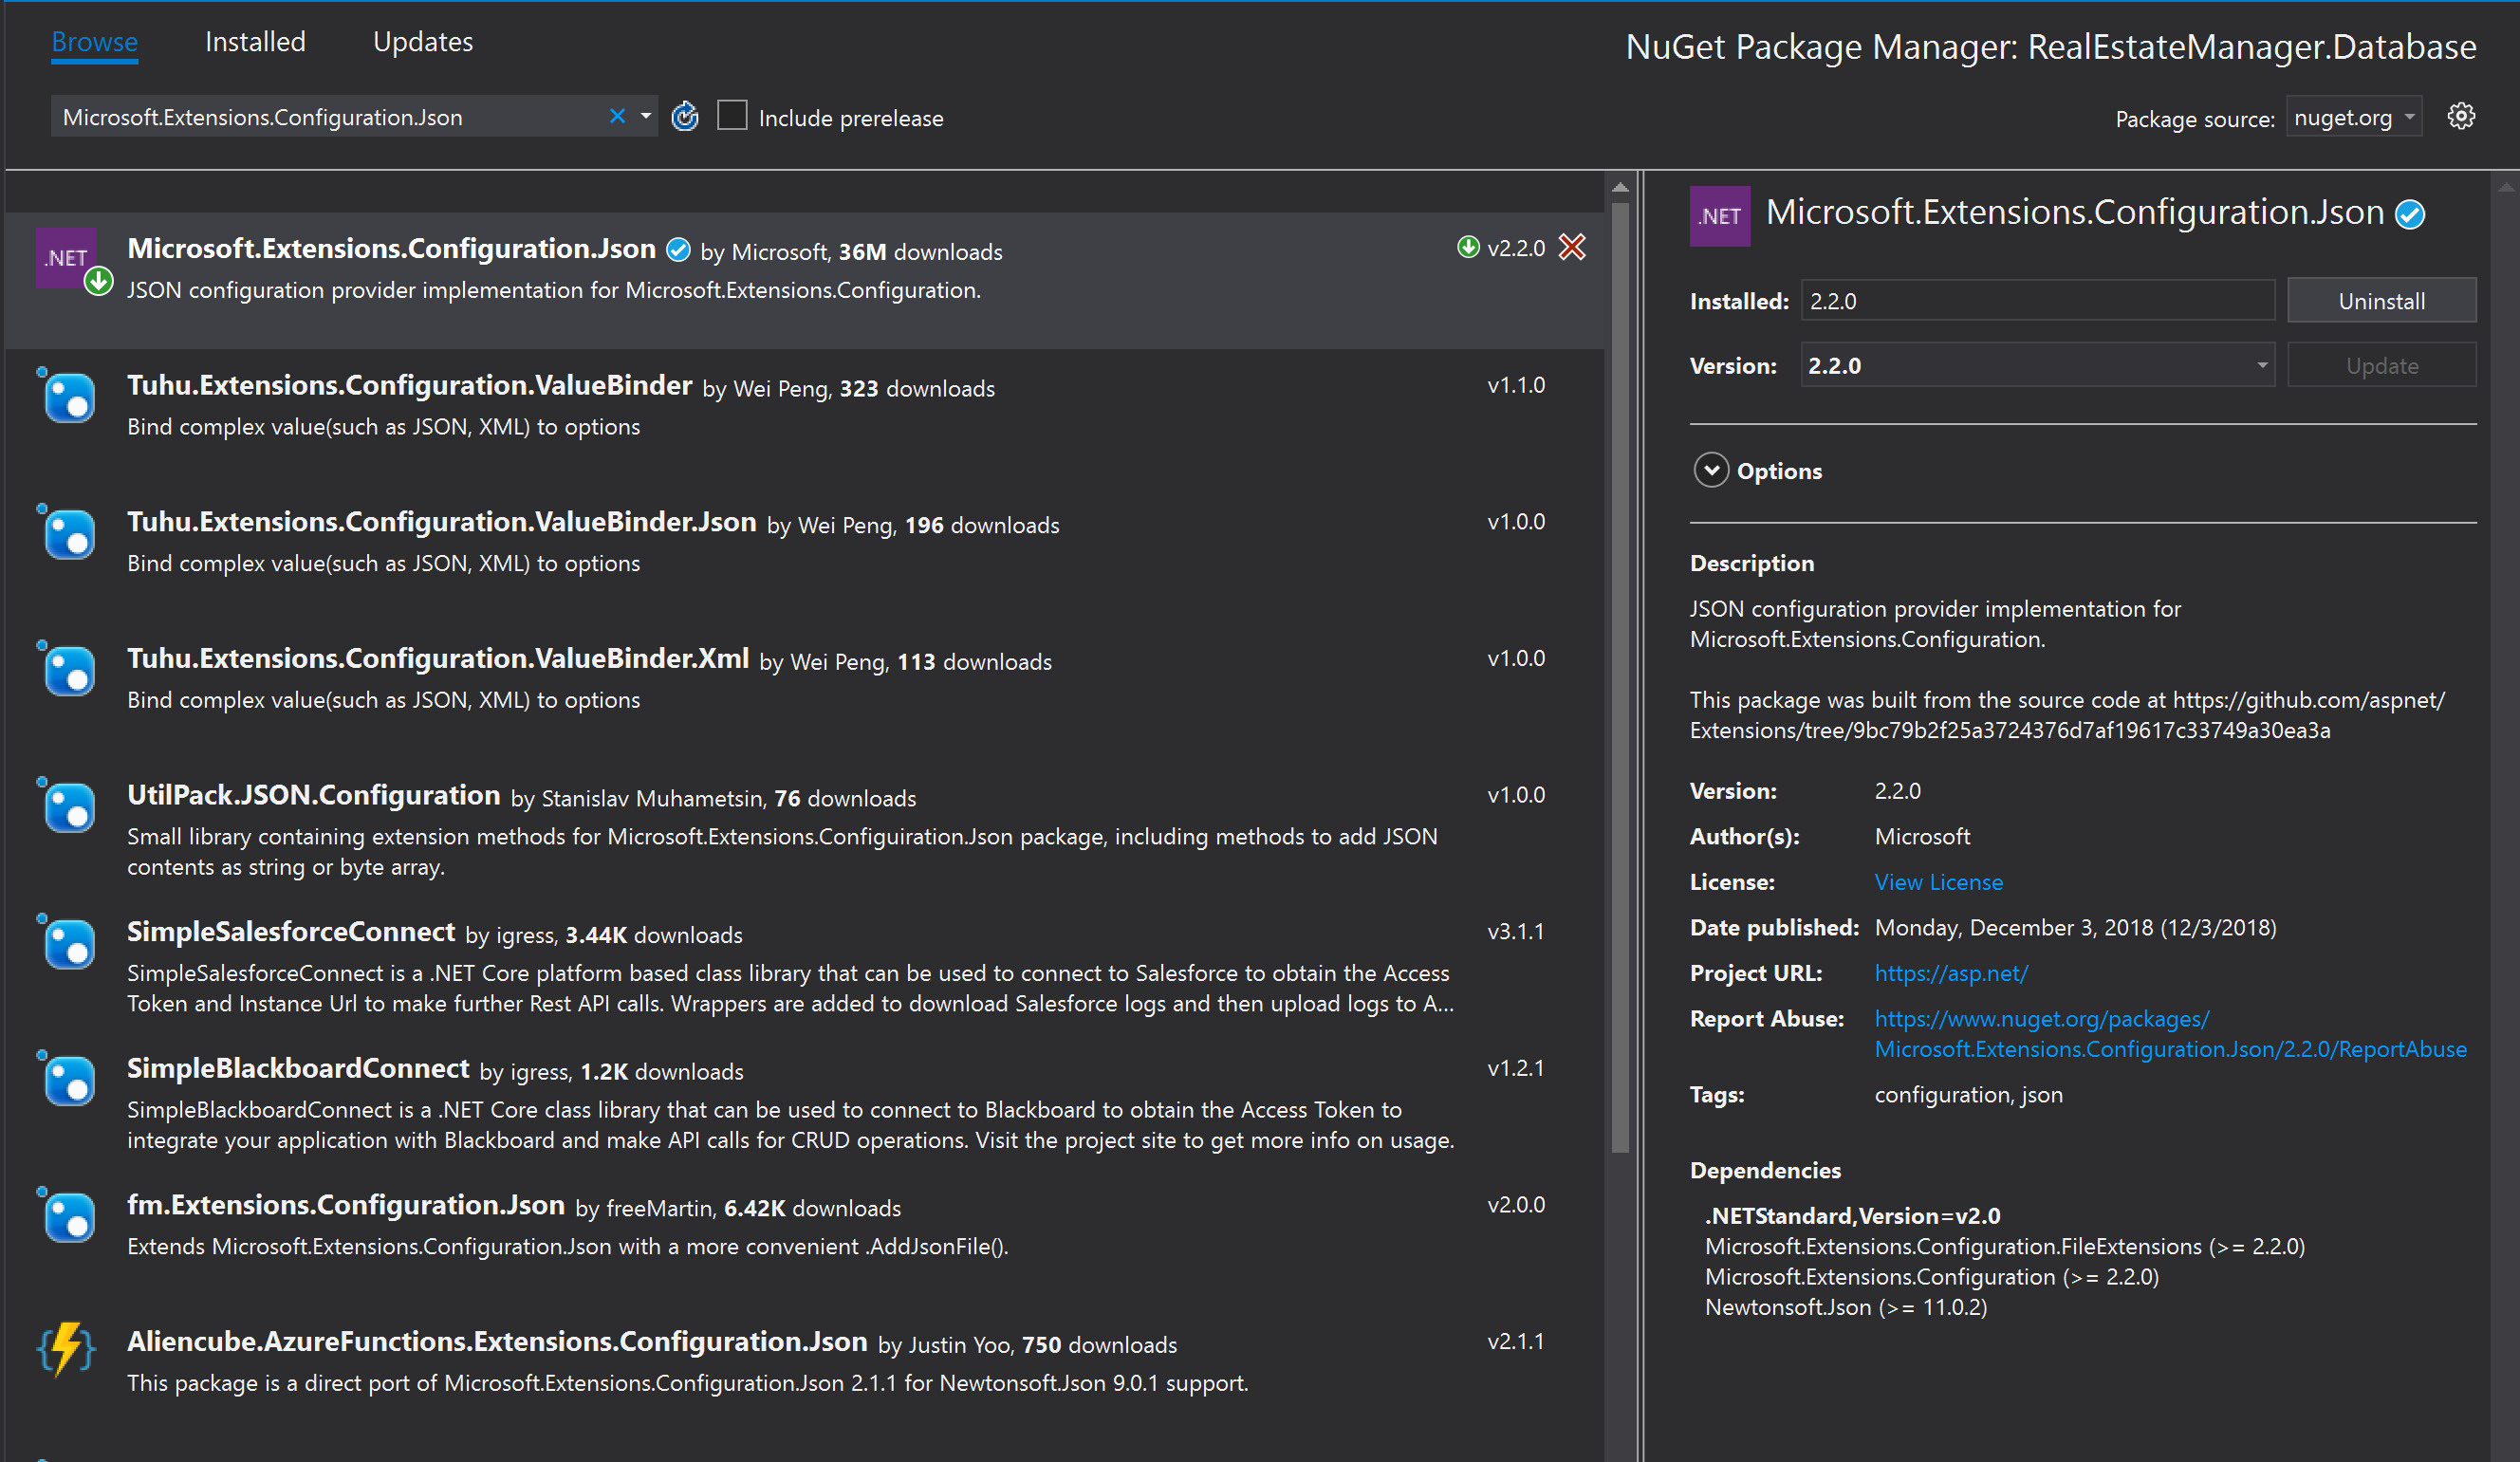 Browse Installed Updates
NuGet Package Manager: RealEstateManager.Database
Microsoft.Extensions.Configuration.Json
Include prerelease
Package source: nuget.org
.NET
Microsoft.Extensions.Configuration.Json by Microsoft, 36M downloads
v2.2.0
JSON configuration provider implementation for Microsoft.Extensions.Configuration.
Tuhu.Extensions.Configuration.ValueBinder by Wei Peng, 323 downloads
v1.1.0
Bind complex value(such as JSON, XML) to options
Tuhu.Extensions.Configuration.ValueBinder.Json by Wei Peng, 196 downloads
v1.0.0
Bind complex value(such as JSON, XML) to options
Tuhu.Extensions.Configuration.ValueBinder.Xml by Wei Peng, 113 downloads
v1.0.0
Bind complex value(such as JSON, XML) to options
UtilPack.JSON.Configuration by Stanislav Muhametsin, 76 downloads
v1.0.0
Small library containing extension methods for Microsoft.Extensions.Configuiration.Json package, including methods to add JSON
contents as string or byte array.
SimpleSalesforceConnect by igress, 3.44K downloads
v3.1.1
SimpleSalesforceConnect is a .NET Core platform based class library that can be used to connect to Salesforce to obtain the Access
Token and Instance Url to make further Rest API calls. Wrappers are added to download Salesforce logs and then upload logs to A...
SimpleBlackboardConnect by igress, 1.2K downloads
v1.2.1
SimpleBlackboardConnect is a .NET Core class library that can be used to connect to Blackboard to obtain the Access Token to
integrate your application with Blackboard and make API calls for CRUD operations. Visit the project site to get more info on usage.
fm.Extensions.Configuration.Json by freeMartin, 6.42K downloads
v2.0.0
Extends Microsoft.Extensions.Configuration.Json with a more convenient .AddJsonFile().
Aliencube.AzureFunctions.Extensions.Configuration.Json by Justin Yoo, 750 downloads
v2.1.1
This package is a direct port of Microsoft.Extensions.Configuration.Json 2.1.1 for Newtonsoft.Json 9.0.1 support.
.NET
Microsoft.Extensions.Configuration.Json
Installed: 2.2.0 Uninstall
Version: 2.2.0 Update
Options
Description
JSON configuration provider implementation for
Microsoft.Extensions.Configuration.
This package was built from the source code at https://github.com/aspnet/
Extensions/tree/9bc79b2f25a3724376d7af19617c33749a30ea3a
Version: 2.2.0
Author(s): Microsoft
License: View License
Date published: Monday, December 3, 2018 (12/3/2018)
Project URL: https://asp.net/
Report Abuse: https://www.nuget.org/packages/
Microsoft.Extensions.Configuration.Json/2.2.0/ReportAbuse
Tags: configuration, json
Dependencies
.NETStandard,Version=v2.0
Microsoft.Extensions.Configuration.FileExtensions (>= 2.2.0)
Microsoft.Extensions.Configuration (>= 2.2.0)
Newtonsoft.Json (>= 11.0.2)